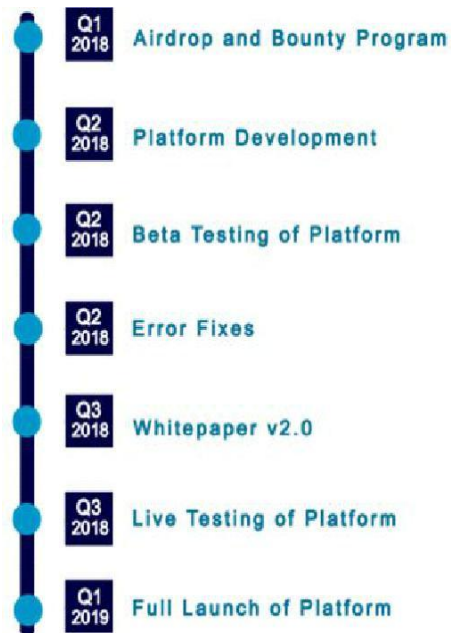 Q1
2018
Airdrop and Bounty Program
Q2
2018
Platform Development
Q2
2018
Beta Testing of Platform
Q2
2018
Error Fixes
Q3
2018
Whitepaper v2.0
Q3
2018
Live Testing of Platform
Q1
2019
Full Launch of Platform